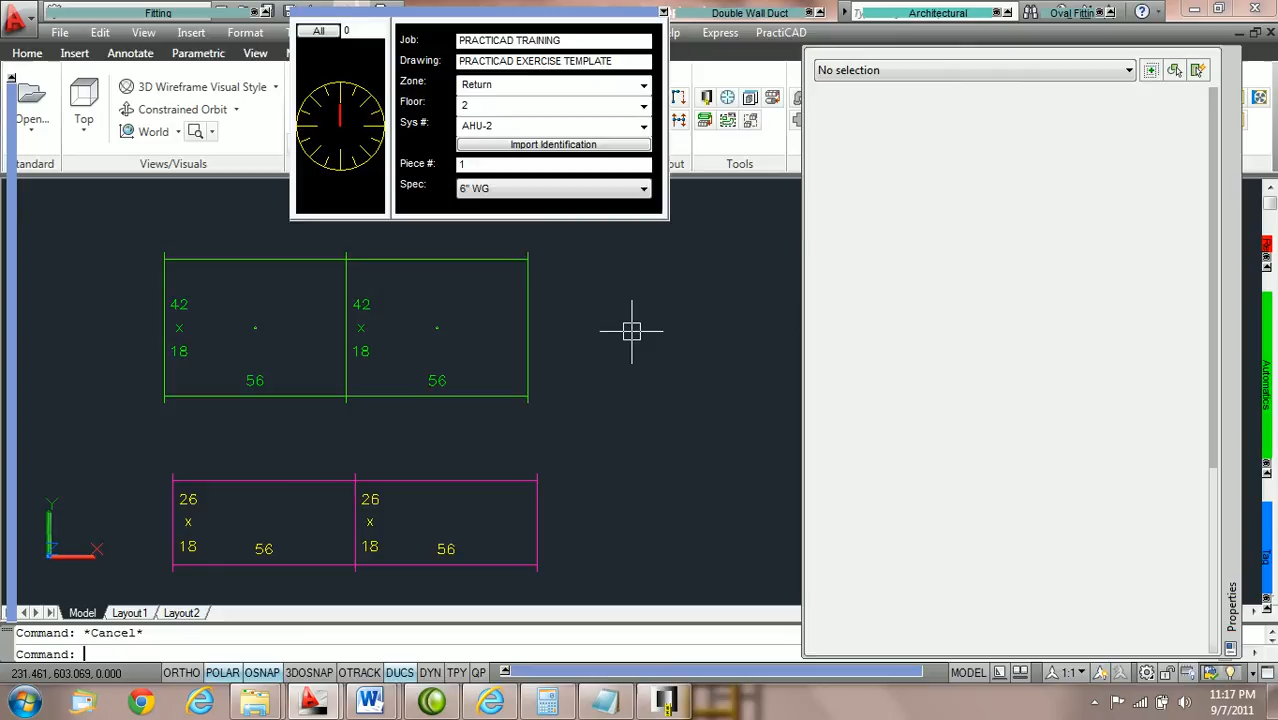 Fitting
Double Wall Duct
Architectural
Oval Fittin
File Edit View Insert Format
Help Express PractiCAD
Home Insert Annotate Parametric View
Open...
Top
3D Wireframe Visual Style
Constrained Orbit
World
Views/Visuals
Tools
All 0
Job: PRACTICAD TRAINING
Drawing: PRACTICAD EXERCISE TEMPLATE
Zone: Return
Floor: 2
Sys #: AHU-2
Import Identification
Piece #: 1
Spec: 6" WG
No selection
42 42
x x
18 18
56 56
26 26
x x
18 56 18 56
Y
X
Automatics
Tag
Properties
Model Layout1 Layout2
Command: *Cancel*
Command:
231.461, 603.069, 0.000
ORTHO POLAR OSNAP 3DOSNAP OTRACK DUCS DYN TPY QP
MODEL
1:1
11:17 PM
9/7/2011